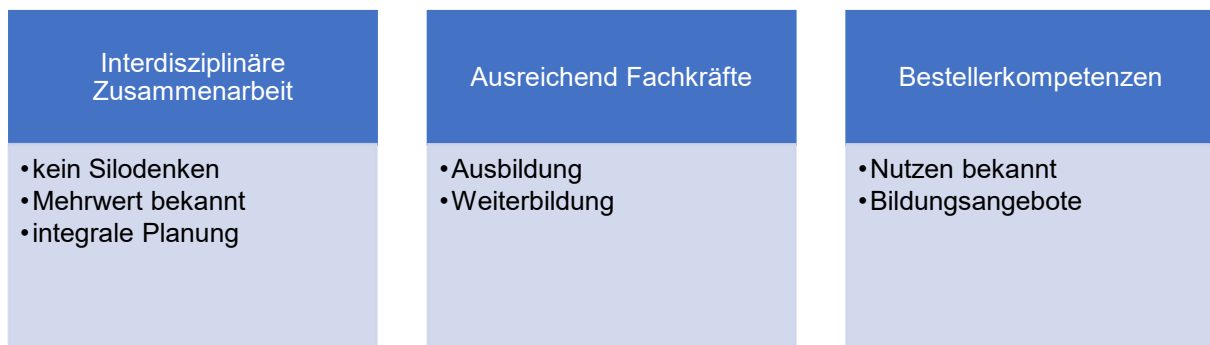 Interdisziplinäre
Zusammenarbeit
•kein Silodenken
•Mehrwert bekannt
•integrale Planung
Ausreichend Fachkräfte
•Ausbildung
•Weiterbildung
Bestellerkompetenzen
•Nutzen bekannt
•Bildungsangebote